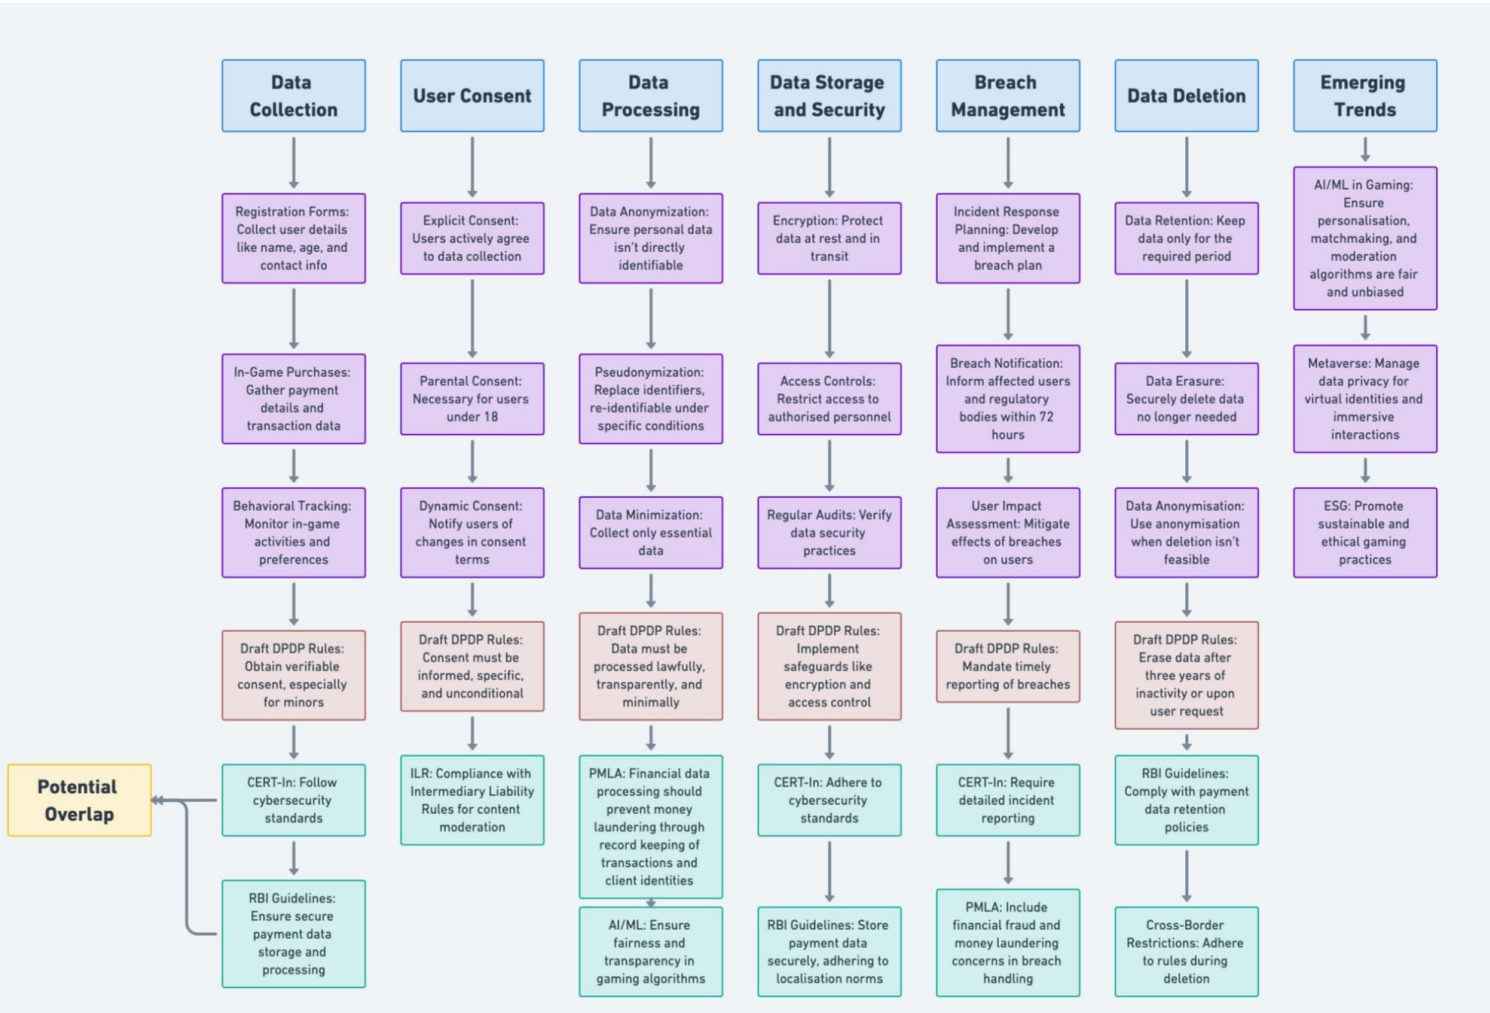 Data
Collection
User Consent
Data
Processing
Data Storage
and Security
Breach
Management
Data Deletion
Emerging
Trends
Registration Forms:
Collect user details
like name, age, and
contact info
Explicit Consent:
Users actively agree
to data collection
Data Anonymization:
Ensure personal data
isn't directly
identifiable
Encryption: Protect
data at rest and in
transit
Incident Response
Planning: Develop
and implement a
breach plan
Data Retention: Keep
data only for the
required period
AI/ML in Gaming:
Ensure
personalisation,
matchmaking, and
moderation
algorithms are fair
and unbiased
In-Game Purchases:
Gather payment
details and
transaction data
Parental Consent:
Necessary for users
under 18
Pseudonymization:
Replace identifiers,
re-identifiable under
specific conditions
Access Controls:
Restrict access to
authorised personnel
Breach Notification:
Inform affected users
and regulatory
bodies within 72
hours
Data Erasure:
Securely delete data
no longer needed
Metaverse: Manage
data privacy for
virtual identities and
immersive
interactions
Behavioral Tracking:
Monitor in-game
activities and
preferences
Dynamic Consent:
Notify users of
changes in consent
terms
Data Minimization:
Collect only essential
data
Regular Audits: Verify
data security
practices
User Impact
Assessment: Mitigate
effects of breaches
on users
Data Anonymisation:
Use anonymisation
when deletion isn't
feasible
ESG: Promote
sustainable and
ethical gaming
practices
Draft DPDP Rules:
Obtain verifiable
consent, especially
for minors
Draft DPDP Rules:
Consent must be
informed, specific,
and unconditional
Draft DPDP Rules:
Data must be
processed lawfully,
transparently, and
minimally
Draft DPDP Rules:
Implement
safeguards like
encryption and
access control
Draft DPDP Rules:
Mandate timely
reporting of breaches
Draft DPDP Rules:
Erase data after
three years of
inactivity or upon
user request
Potential
Overlap
CERT-In: Follow
cybersecurity
standards
ILR: Compliance with
Intermediary Liability
Rules for content
moderation
PMLA: Financial data
processing should
prevent money
laundering through
record keeping of
transactions and
client identities
CERT-In: Adhere to
cybersecurity
standards
CERT-In: Require
detailed incident
reporting
RBI Guidelines:
Comply with payment
data retention
policies
RBI Guidelines:
Ensure secure
payment data
storage and
processing
AI/ML: Ensure
fairness and
transparency in
gaming algorithms
RBI Guidelines: Store
payment data
securely, adhering to
localisation norms
PMLA: Include
financial fraud and
money laundering
concerns in breach
handling
Cross-Border
Restrictions: Adhere
to rules during
deletion